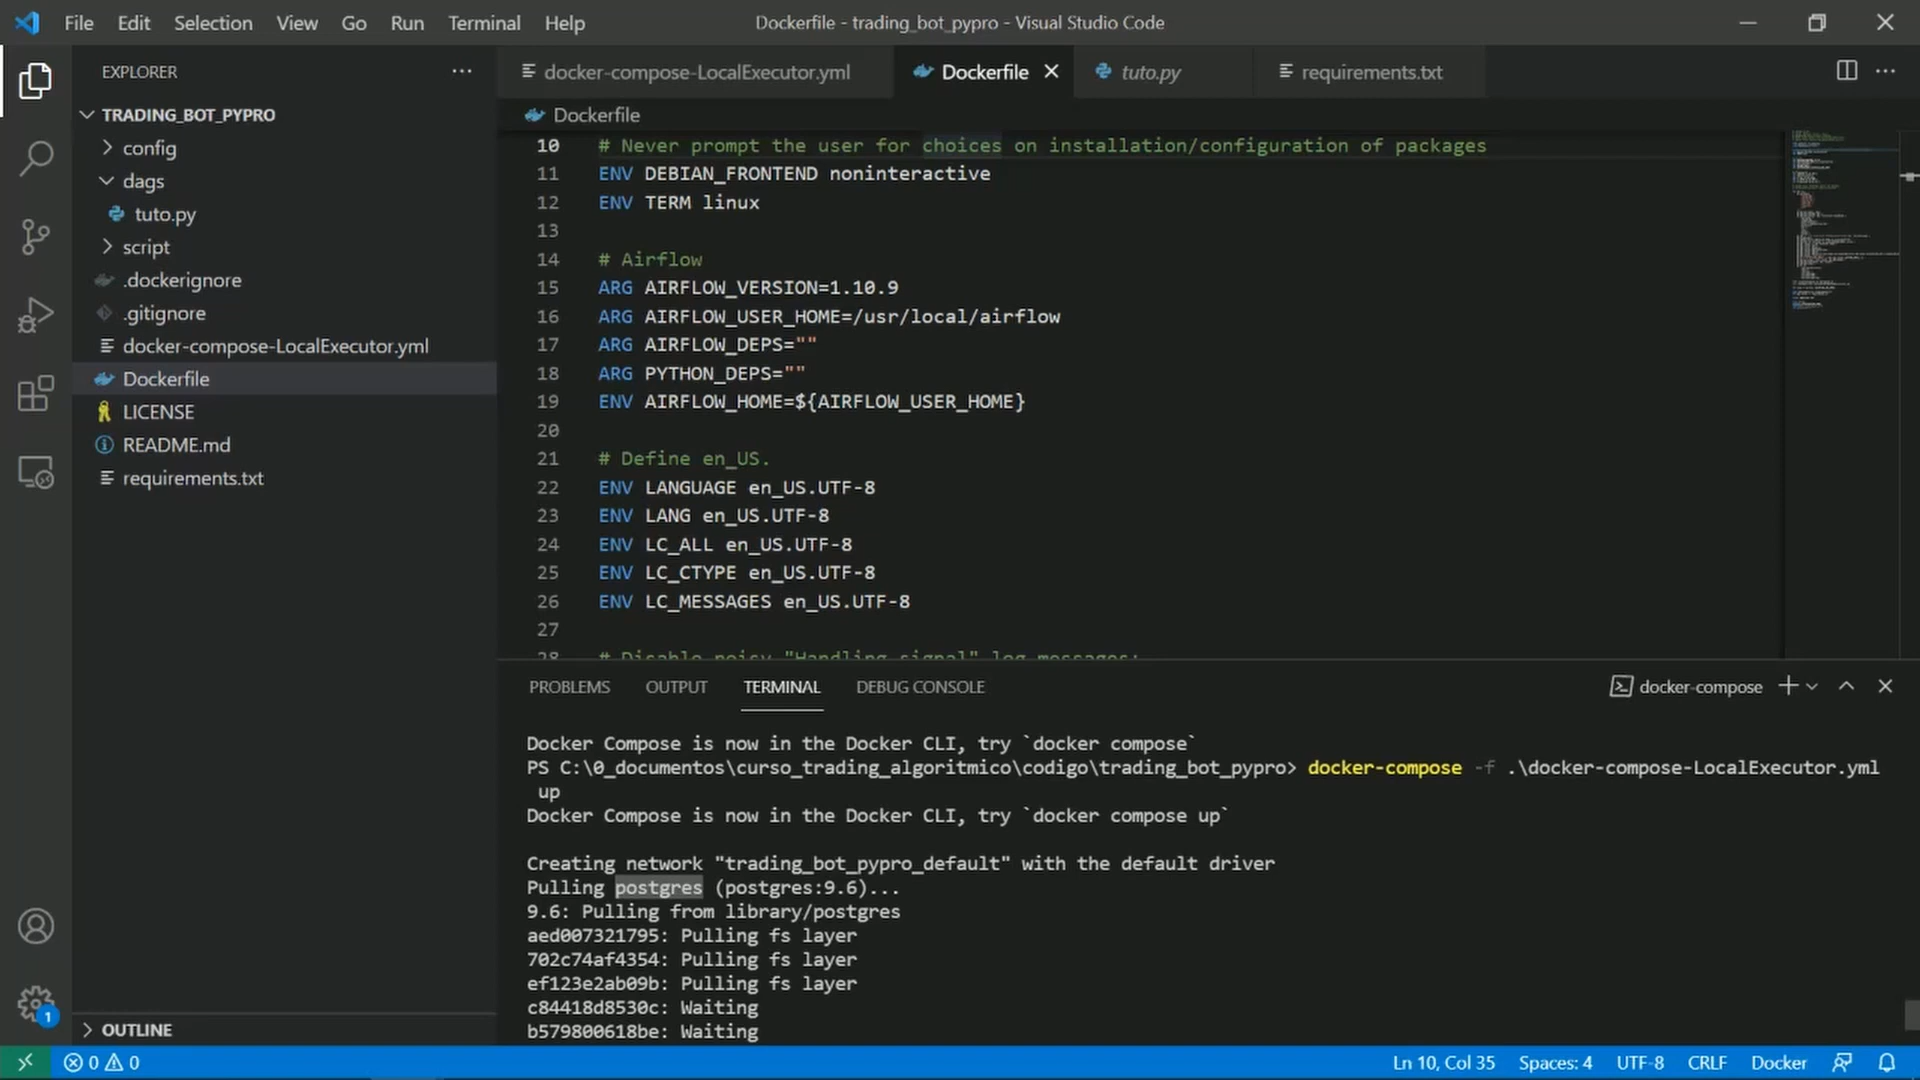 File Edit Selection View Go Run Terminal Help
Dockerfile - trading_bot_pypro - Visual Studio Code
EXPLORER
TRADING_BOT_PYPRO
config
dags
tuto.py
script
.dockerignore
.gitignore
docker-compose-LocalExecutor.yml
Dockerfile
LICENSE
README.md
requirements.txt
OUTLINE
docker-compose-LocalExecutor.yml Dockerfile tuto.py requirements.txt
Dockerfile
10 # Never prompt the user for choices on installation/configuration of packages
11 ENV DEBIAN_FRONTEND noninteractive
12 ENV TERM linux
13
14 # Airflow
15 ARG AIRFLOW_VERSION=1.10.9
16 ARG AIRFLOW_USER_HOME=/usr/local/airflow
17 ARG AIRFLOW_DEPS=""
18 ARG PYTHON_DEPS=""
19 ENV AIRFLOW_HOME=${AIRFLOW_USER_HOME}
20
21 # Define en_US.
22 ENV LANGUAGE en_US.UTF-8
23 ENV LANG en_US.UTF-8
24 ENV LC_ALL en_US.UTF-8
25 ENV LC_CTYPE en_US.UTF-8
26 ENV LC_MESSAGES en_US.UTF-8
27
28 # Disable noisy "Handling signal" log messages:
PROBLEMS OUTPUT TERMINAL DEBUG CONSOLE
docker-compose
Docker Compose is now in the Docker CLI, try `docker compose`
PS C:\0_documentos\curso_trading_algoritmico\codigo\trading_bot_pypro> docker-compose -f .\docker-compose-LocalExecutor.yml
up
Docker Compose is now in the Docker CLI, try `docker compose up`
Creating network "trading_bot_pypro_default" with the default driver
Pulling postgres (postgres:9.6)...
9.6: Pulling from library/postgres
aed007321795: Pulling fs layer
702c74af4354: Pulling fs layer
ef123e2ab09b: Pulling fs layer
c84418d8530c: Waiting
b579800618be: Waiting
1
0 0
Ln 10, Col 35 Spaces: 4 UTF-8 CRLF Docker